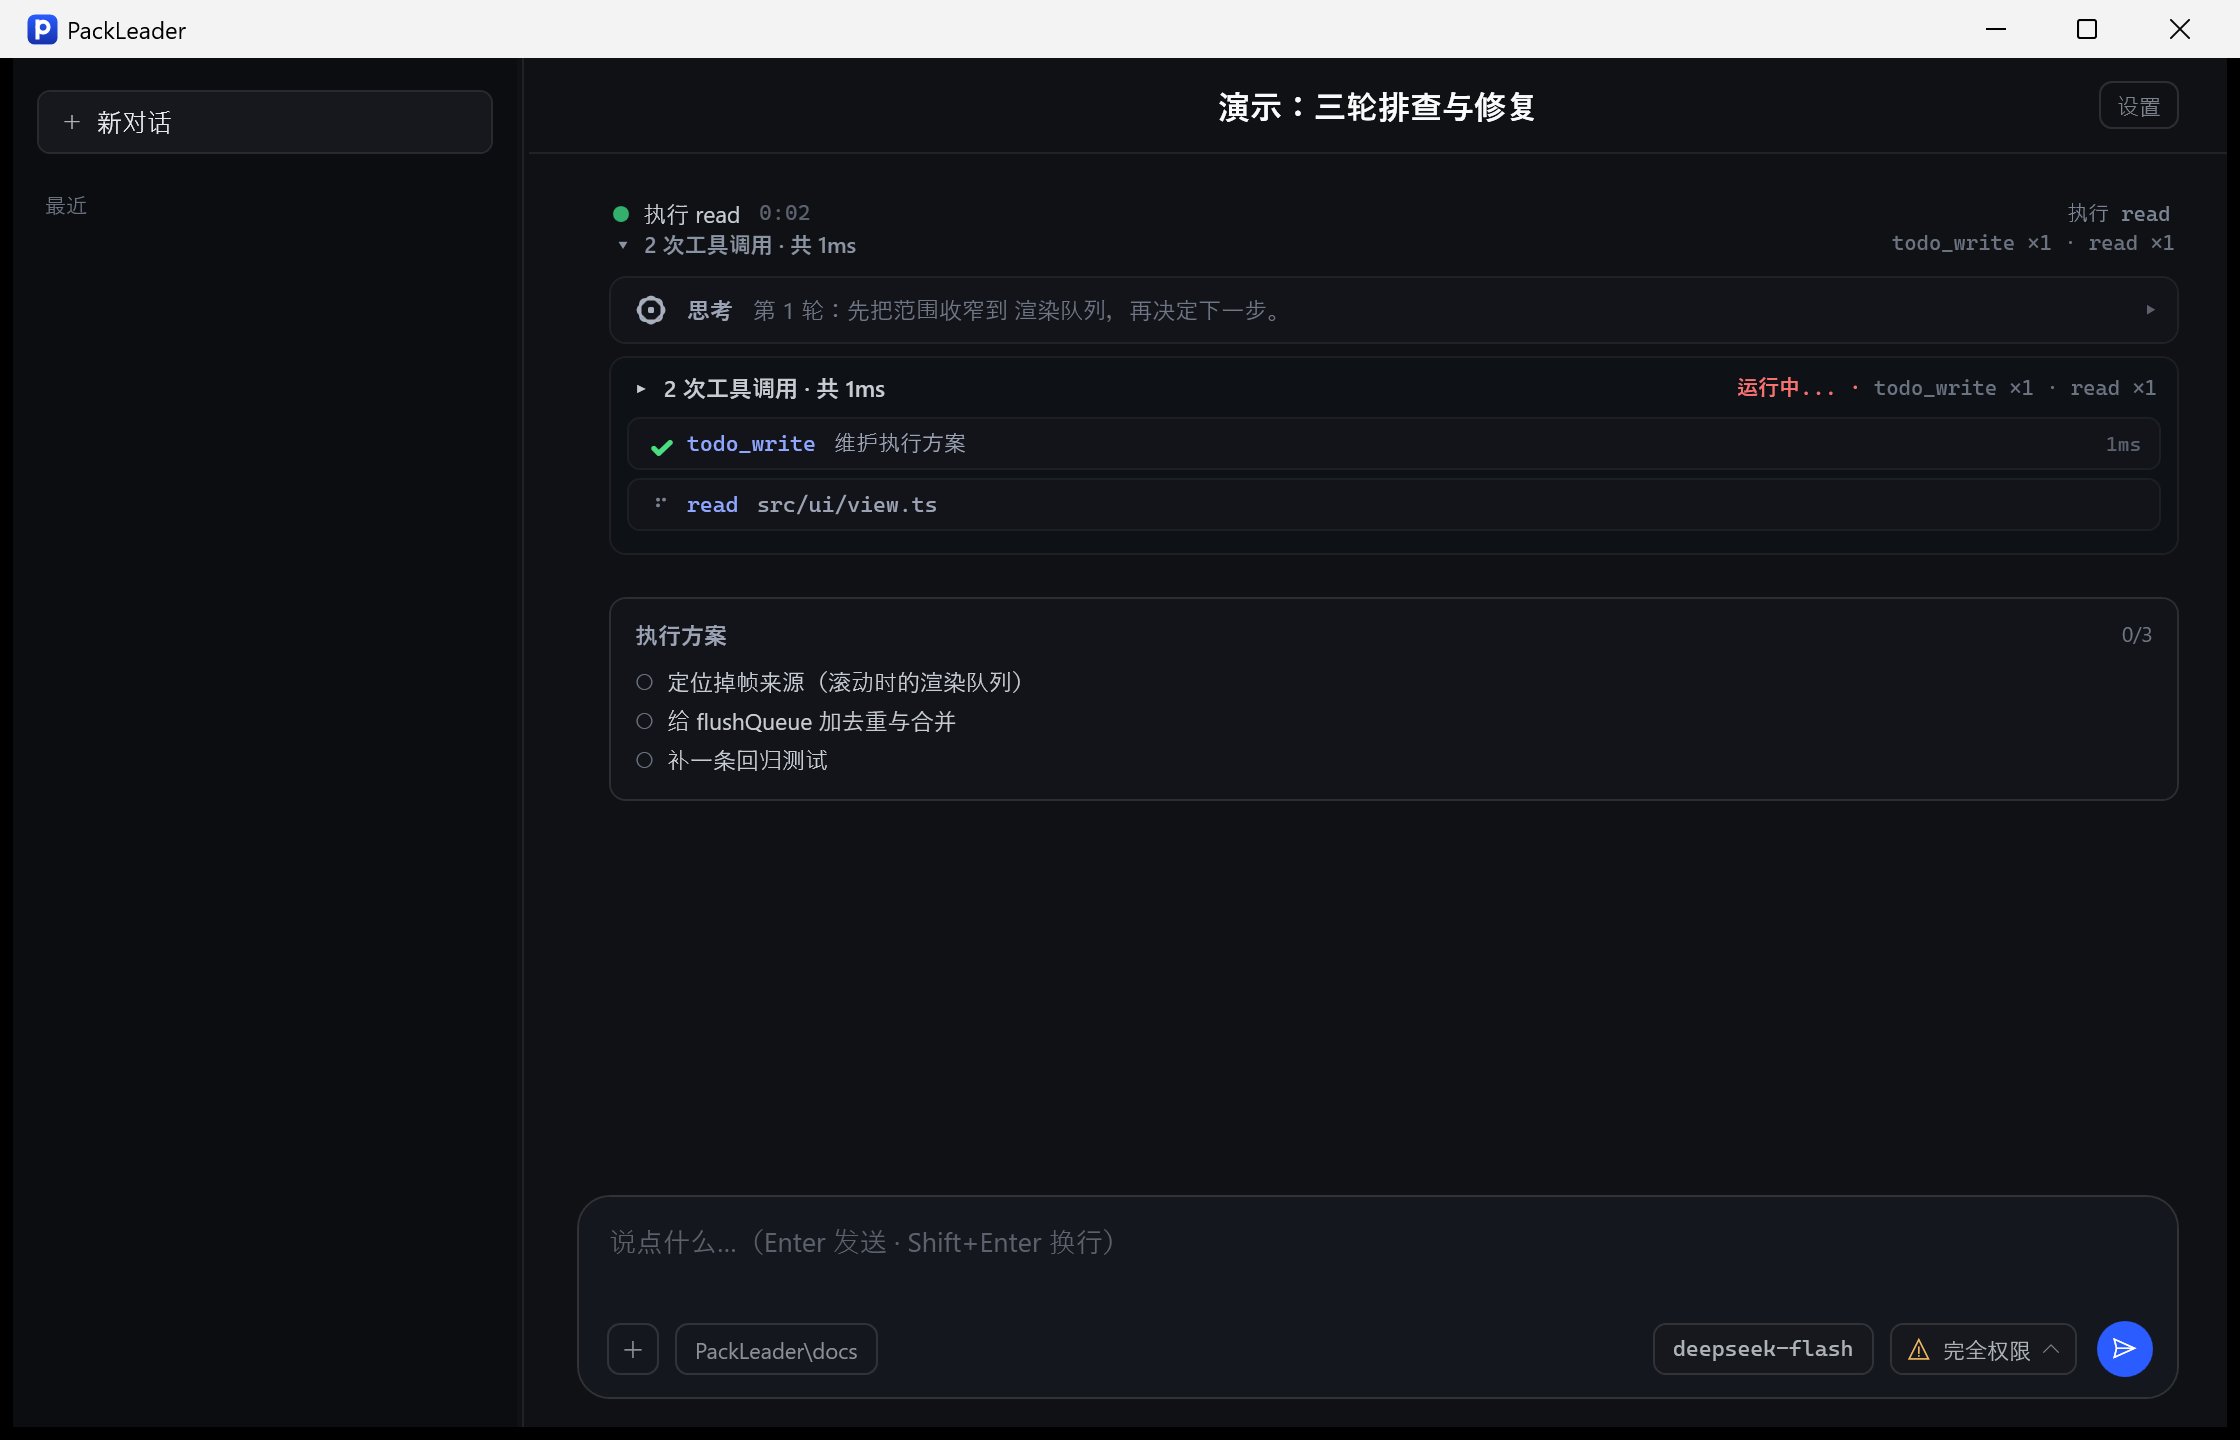 PackLeader
+ 新对话
最近
演示：三轮排查与修复
设置
执行 read 0:02
执行 read
2 次工具调用 · 共 1ms
todo_write ×1 · read ×1
思考 第 1 轮：先把范围收窄到 渲染队列，再决定下一步。
2 次工具调用 · 共 1ms
运行中... · todo_write ×1 · read ×1
todo_write 维护执行方案 1ms
read src/ui/view.ts
执行方案 0/3
定位掉帧来源（滚动时的渲染队列）
给 flushQueue 加去重与合并
补一条回归测试
说点什么...（Enter 发送 · Shift+Enter 换行）
+ PackLeader\docs
deepseek-flash
完全权限